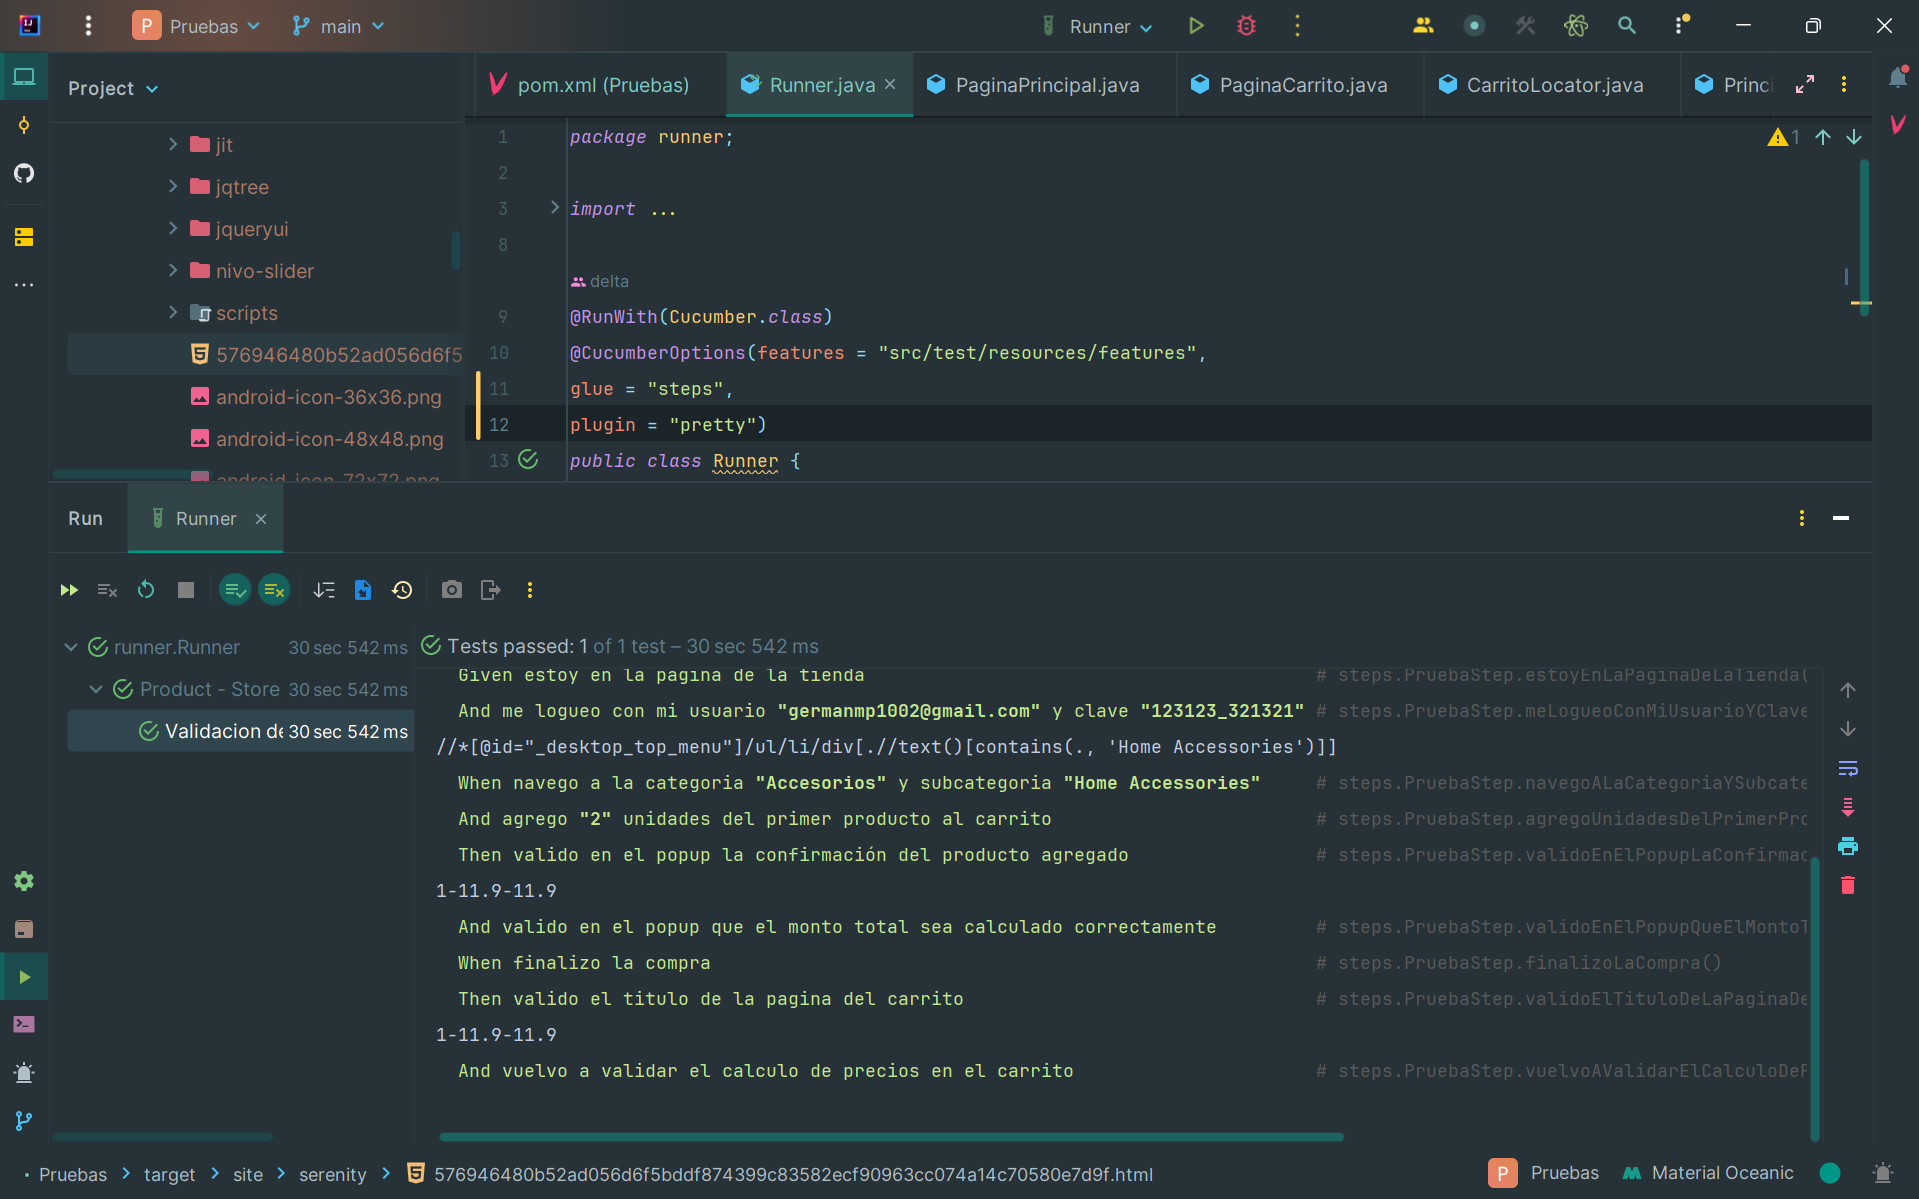 P Pruebas main Runner
Project
pom.xml (Pruebas) Runner.java PaginaPrincipal.java PaginaCarrito.java CarritoLocator.java Princi
jit
jqtree
jqueryui
nivo-slider
scripts
576946480b52ad056d6f5
android-icon-36x36.png
android-icon-48x48.png
android-icon-72x72.png
1 package runner;
1
2
3 import ...
8
delta
9 @RunWith(Cucumber.class)
10 @CucumberOptions(features = "src/test/resources/features",
11 glue = "steps",
12 plugin = "pretty")
13 public class Runner {
Run Runner
runner.Runner 30 sec 542 ms
Product - Store 30 sec 542 ms
Validacion de 30 sec 542 ms
Tests passed: 1 of 1 test – 30 sec 542 ms
Given estoy en la pagina de la tienda # steps.PruebaStep.estoyEnLaPaginaDeLaTienda(
And me logueo con mi usuario "germanmp1002@gmail.com" y clave "123123_321321" # steps.PruebaStep.meLogueoConMiUsuarioYClave
//*[@id="_desktop_top_menu"]/ul/li/div[.//text()[contains(., 'Home Accessories')]]
When navego a la categoria "Accesorios" y subcategoria "Home Accessories" # steps.PruebaStep.navegoALaCategoriaYSubcate
And agrego "2" unidades del primer producto al carrito # steps.PruebaStep.agregoUnidadesDelPrimerPro
Then valido en el popup la confirmación del producto agregado # steps.PruebaStep.validoEnElPopupLaConfirmac
1-11.9-11.9
And valido en el popup que el monto total sea calculado correctamente # steps.PruebaStep.validoEnElPopupQueElMontoT
When finalizo la compra # steps.PruebaStep.finalizoLaCompra()
Then valido el titulo de la pagina del carrito # steps.PruebaStep.validoElTituloDeLaPaginaDe
1-11.9-11.9
And vuelvo a validar el calculo de precios en el carrito # steps.PruebaStep.vuelvoAValidarElCalculoDeP
Pruebas target site serenity 576946480b52ad056d6f5bddf874399c83582ecf90963cc074a14c70580e7d9f.html P Pruebas Material Oceanic